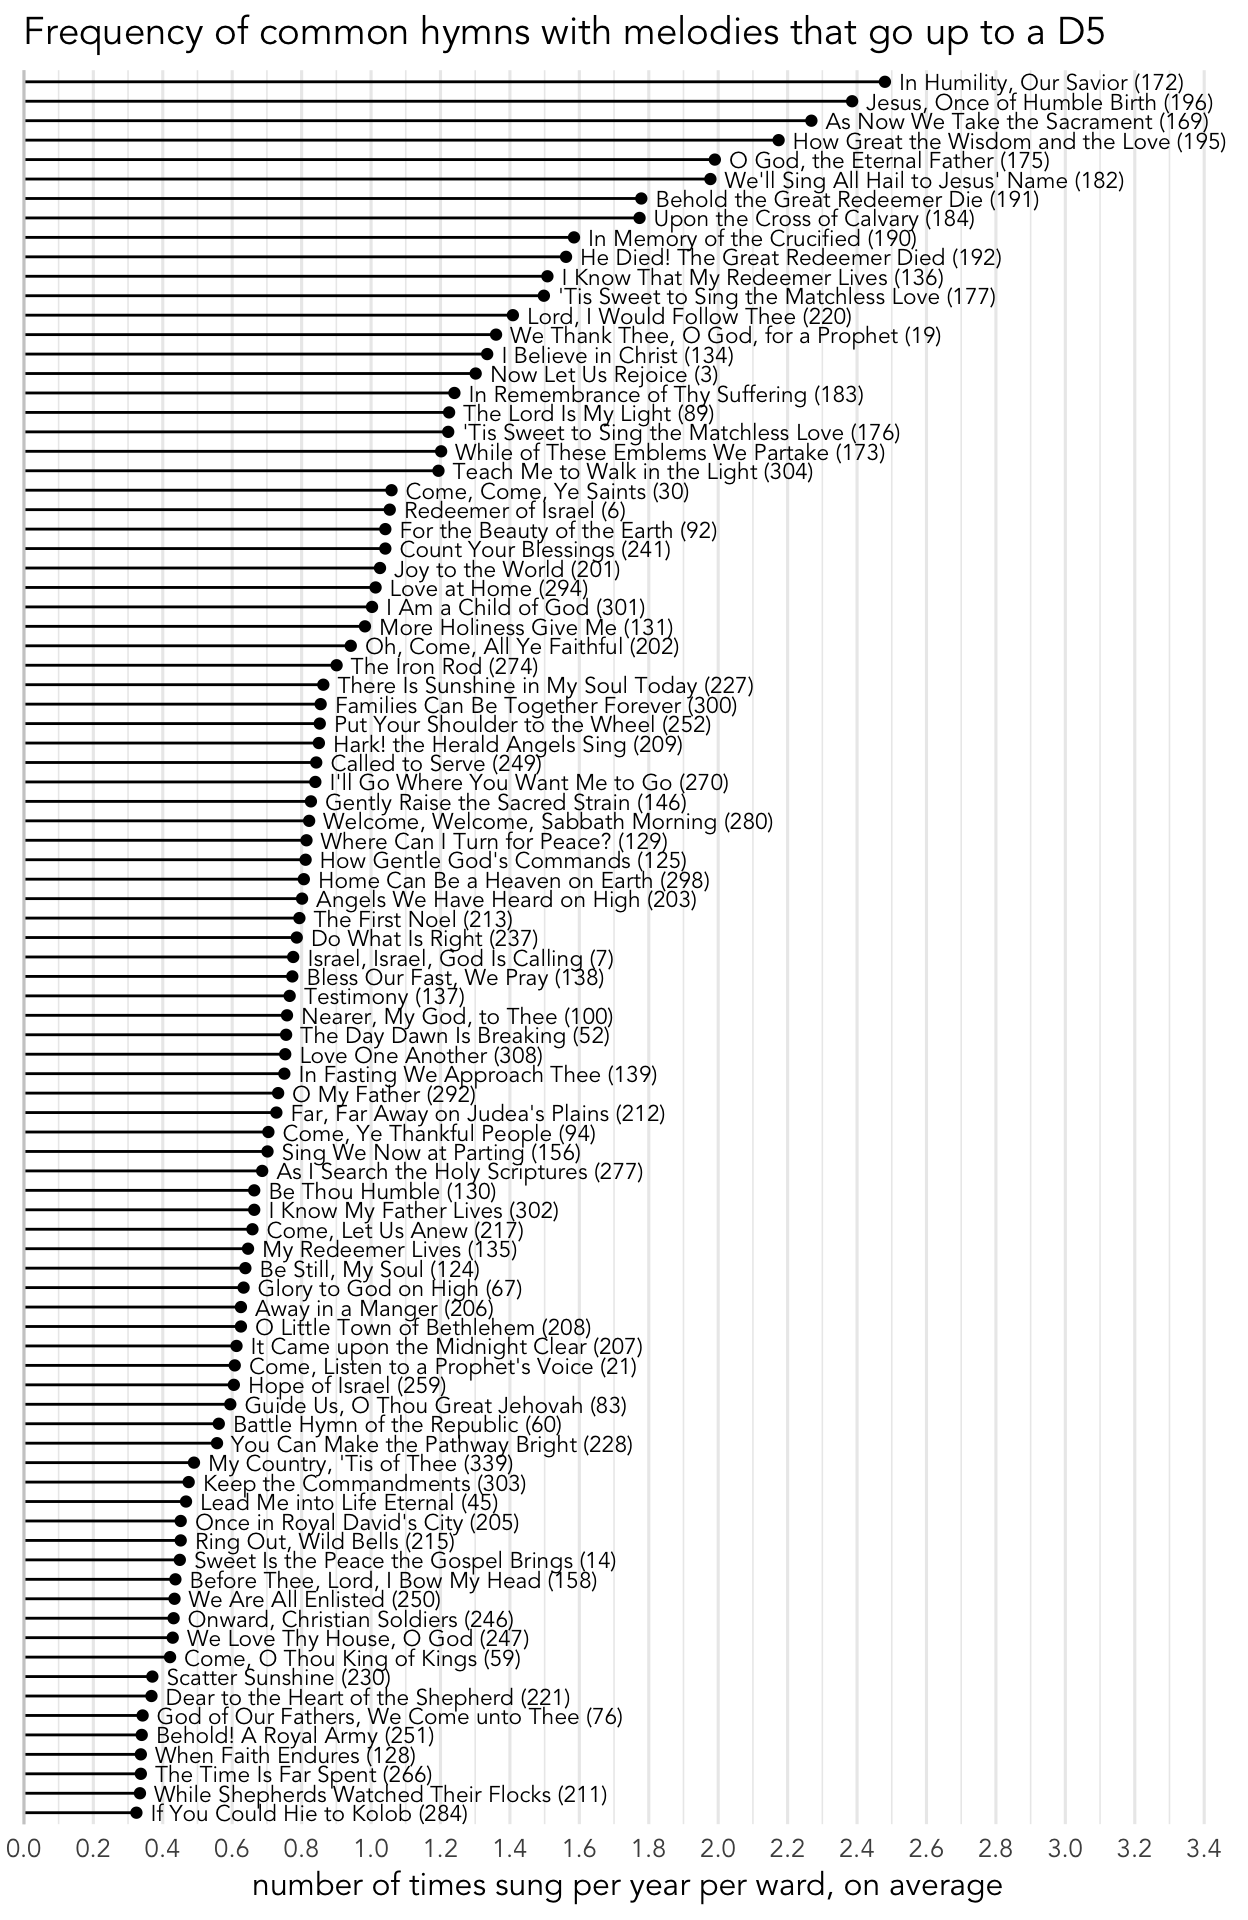 Frequency of common hymns with melodies that go up to a D5
In Humility, Our Savior (172)
Jesus, Once of Humble Birth (196)
As Now We Take the Sacrament (169)
How Great the Wisdom and the Love (195)
O God, the Eternal Father (175)
We'll Sing All Hail to Jesus' Name (182)
Behold the Great Redeemer Die (191)
Upon the Cross of Calvary (184)
In Memory of the Crucified (190)
He Died! The Great Redeemer Died (192)
I Know That My Redeemer Lives (136)
'Tis Sweet to Sing the Matchless Love (177)
Lord, I Would Follow Thee (220)
We Thank Thee, O God, for a Prophet (19)
I Believe in Christ (134)
Now Let Us Rejoice (3)
In Remembrance of Thy Suffering (183)
The Lord Is My Light (89)
'Tis Sweet to Sing the Matchless Love (176)
While of These Emblems We Partake (173)
Teach Me to Walk in the Light (304)
Come, Come, Ye Saints (30)
Redeemer of Israel (6)
For the Beauty of the Earth (92)
Count Your Blessings (241)
Joy to the World (201)
Love at Home (294)
I Am a Child of God (301)
More Holiness Give Me (131)
Oh, Come, All Ye Faithful (202)
The Iron Rod (274)
There Is Sunshine in My Soul Today (227)
Families Can Be Together Forever (300)
Put Your Shoulder to the Wheel (252)
Hark! the Herald Angels Sing (209)
Called to Serve (249)
I'll Go Where You Want Me to Go (270)
Gently Raise the Sacred Strain (146)
Welcome, Welcome, Sabbath Morning (280)
Where Can I Turn for Peace? (129)
How Gentle God's Commands (125)
Home Can Be a Heaven on Earth (298)
Angels We Have Heard on High (203)
The First Noel (213)
Do What Is Right (237)
Israel, Israel, God Is Calling (7)
Bless Our Fast, We Pray (138)
Testimony (137)
Nearer, My God, to Thee (100)
The Day Dawn Is Breaking (52)
Love One Another (308)
In Fasting We Approach Thee (139)
O My Father (292)
Far, Far Away on Judea's Plains (212)
Come, Ye Thankful People (94)
Sing We Now at Parting (156)
As I Search the Holy Scriptures (277)
Be Thou Humble (130)
I Know My Father Lives (302)
Come, Let Us Anew (217)
My Redeemer Lives (135)
Be Still, My Soul (124)
Glory to God on High (67)
Away in a Manger (206)
O Little Town of Bethlehem (208)
It Came upon the Midnight Clear (207)
Come, Listen to a Prophet's Voice (21)
Hope of Israel (259)
Guide Us, O Thou Great Jehovah (83)
Battle Hymn of the Republic (60)
You Can Make the Pathway Bright (228)
My Country, 'Tis of Thee (339)
Keep the Commandments (303)
Lead Me into Life Eternal (45)
Once in Royal David's City (205)
Ring Out, Wild Bells (215)
Sweet Is the Peace the Gospel Brings (14)
Before Thee, Lord, I Bow My Head (158)
We Are All Enlisted (250)
Onward, Christian Soldiers (246)
We Love Thy House, O God (247)
Come, O Thou King of Kings (59)
Scatter Sunshine (230)
Dear to the Heart of the Shepherd (221)
God of Our Fathers, We Come unto Thee (76)
Behold! A Royal Army (251)
When Faith Endures (128)
The Time Is Far Spent (266)
While Shepherds Watched Their Flocks (211)
If You Could Hie to Kolob (284)
0.0 0.2 0.4 0.6 0.8 1.0 1.2 1.4 1.6 1.8 2.0 2.2 2.4 2.6 2.8 3.0 3.2 3.4
number of times sung per year per ward, on average